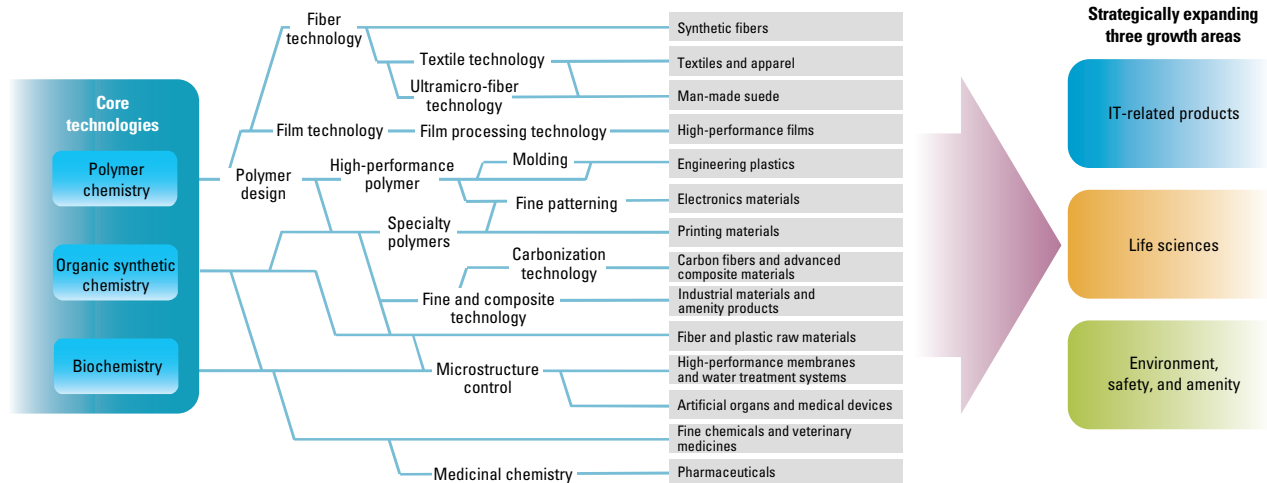 Core
technologies
Polymer
chemistry
Organic synthetic
chemistry
Biochemistry
Fiber
technology
Textile technology
Ultramicro-fiber
technology
Film technology
Film processing technology
Polymer
design
High-performance
polymer
Molding
Fine patterning
Specialty
polymers
Carbonization
technology
Fine and composite
technology
Microstructure
control
Medicinal chemistry
Synthetic fibers
Textiles and apparel
Man-made suede
High-performance films
Engineering plastics
Electronics materials
Printing materials
Carbon fibers and advanced
composite materials
Industrial materials and
amenity products
Fiber and plastic raw materials
High-performance membranes
and water treatment systems
Artificial organs and medical devices
Fine chemicals and veterinary
medicines
Pharmaceuticals
Strategically expanding
three growth areas
IT-related products
Life sciences
Environment,
safety, and amenity